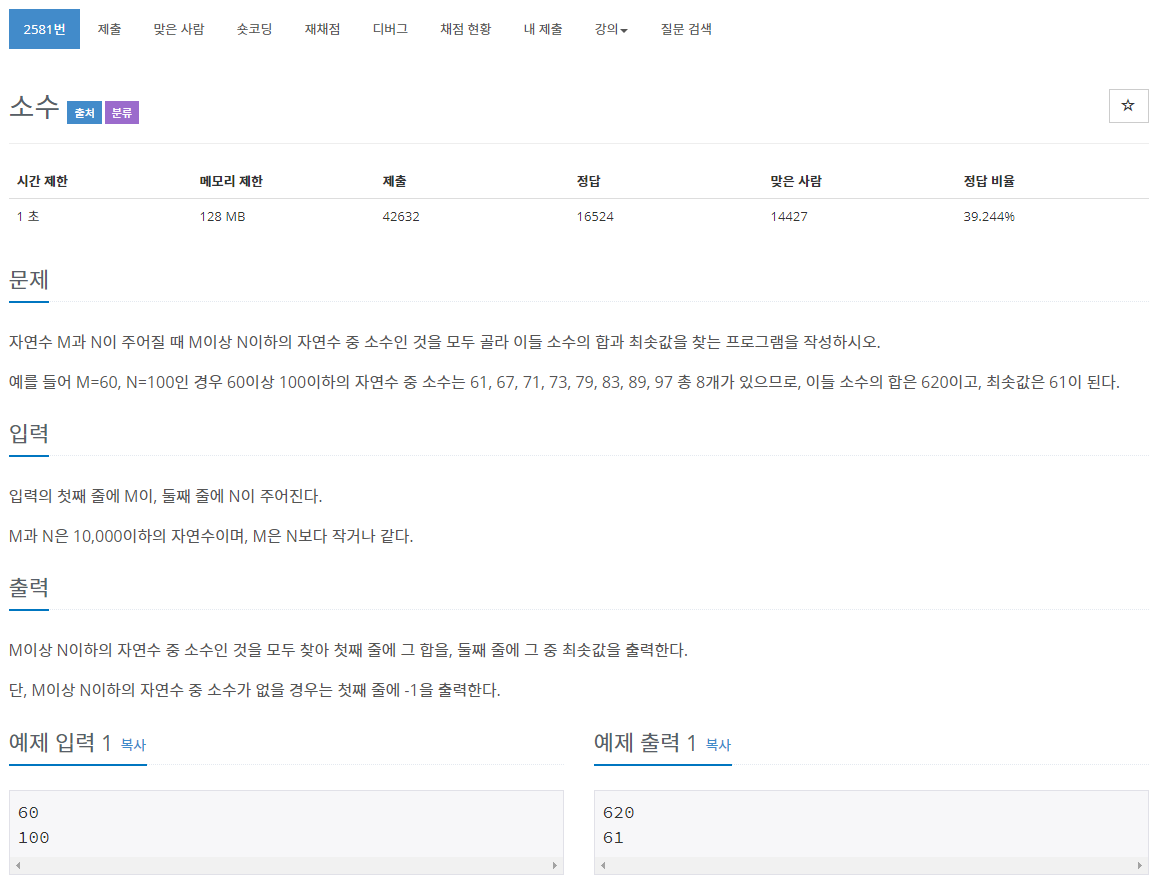 2581번 제출 맞은 사람 숏코딩 재채점 디버그 채점 현황 내 제출 강의 질문 검색
소수 출처 분류
시간 제한 메모리 제한 제출 정답 맞은 사람 정답 비율
1 초 128 MB 42632 16524 14427 39.244%
문제
자연수 M과 N이 주어질 때 M이상 N이하의 자연수 중 소수인 것을 모두 골라 이들 소수의 합과 최솟값을 찾는 프로그램을 작성하시오.
예를 들어 M=60, N=100인 경우 60이상 100이하의 자연수 중 소수는 61, 67, 71, 73, 79, 83, 89, 97 총 8개가 있으므로, 이들 소수의 합은 620이고, 최솟값은 61이 된다.
입력
입력의 첫째 줄에 M이, 둘째 줄에 N이 주어진다.
M과 N은 10,000이하의 자연수이며, M은 N보다 작거나 같다.
출력
M이상 N이하의 자연수 중 소수인 것을 모두 찾아 첫째 줄에 그 합을, 둘째 줄에 그 중 최솟값을 출력한다.
단, M이상 N이하의 자연수 중 소수가 없을 경우는 첫째 줄에 -1을 출력한다.
예제 입력 1 복사
60
100
예제 출력 1 복사
620
61